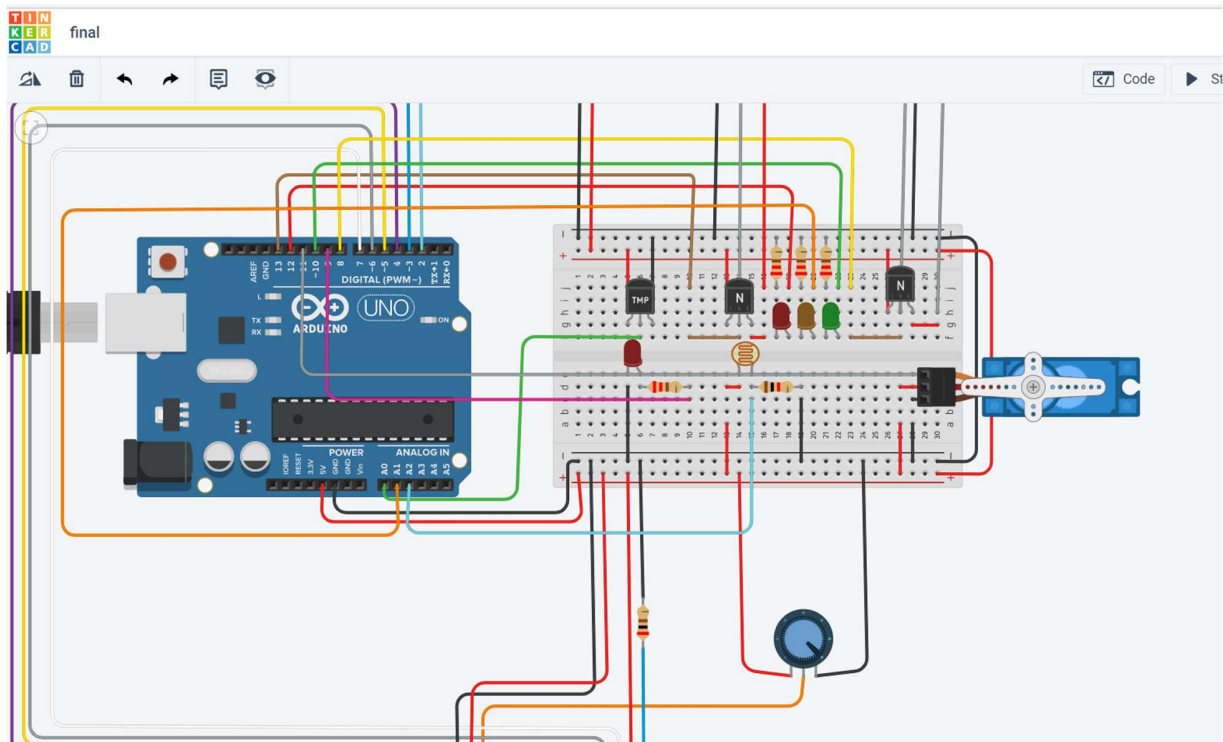 TIN
KER
CAD
final
Code
St
AREF
GND
13
12
11
~10
9
8
7
~6
~5
4
~3
2
TX→1
RX←0
DIGITAL (PWM~)
L
TX
RX
ARDUINO
UNO
ON
POWER
ANALOG IN
IOREF
RESET
3.3V
5V
GND
GND
Vin
A0
A1
A2
A3
A4
A5
TMP
N
N